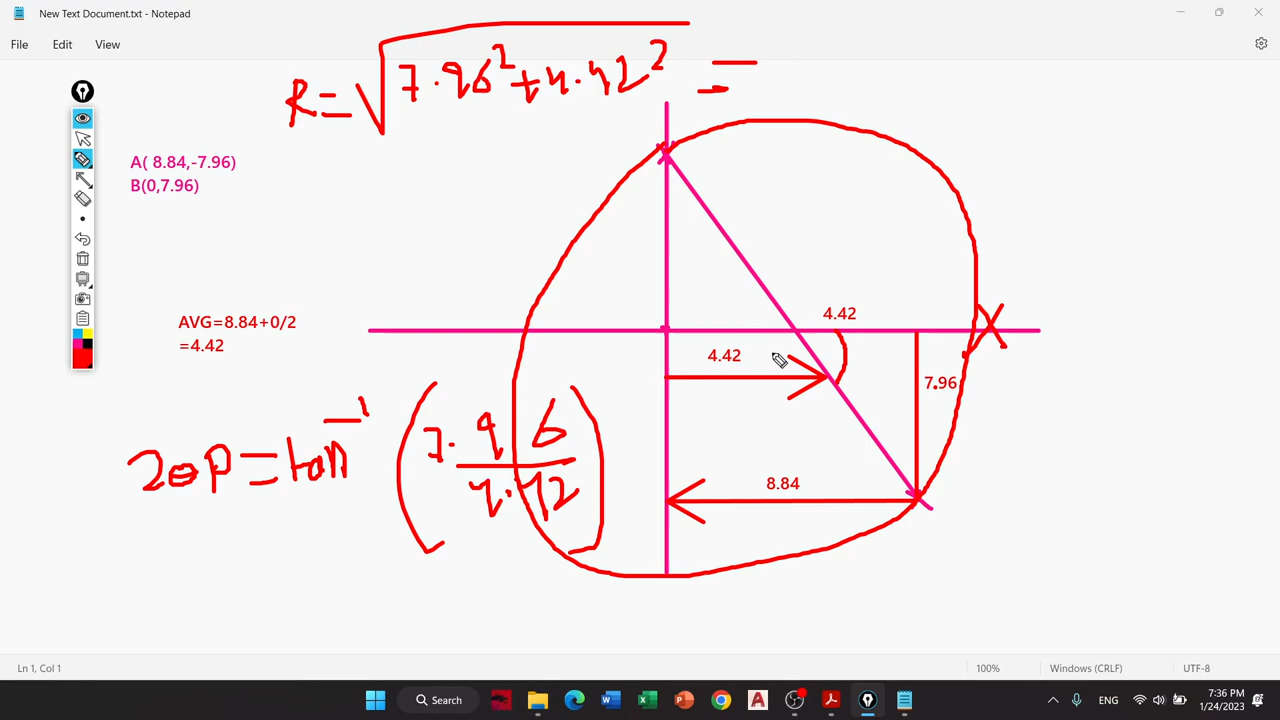 New Text Document.txt - Notepad
File Edit View
R=√7.96²+4.42² =
A( 8.84,-7.96)
B(0,7.96)
4.42
X
AVG=8.84+0/2
=4.42
4.42
7.96
2θP=tan⁻¹(7.96/4.42)
8.84
Ln 1, Col 1 100% Windows (CRLF) UTF-8
Search ENG 7:36 PM
1/24/2023